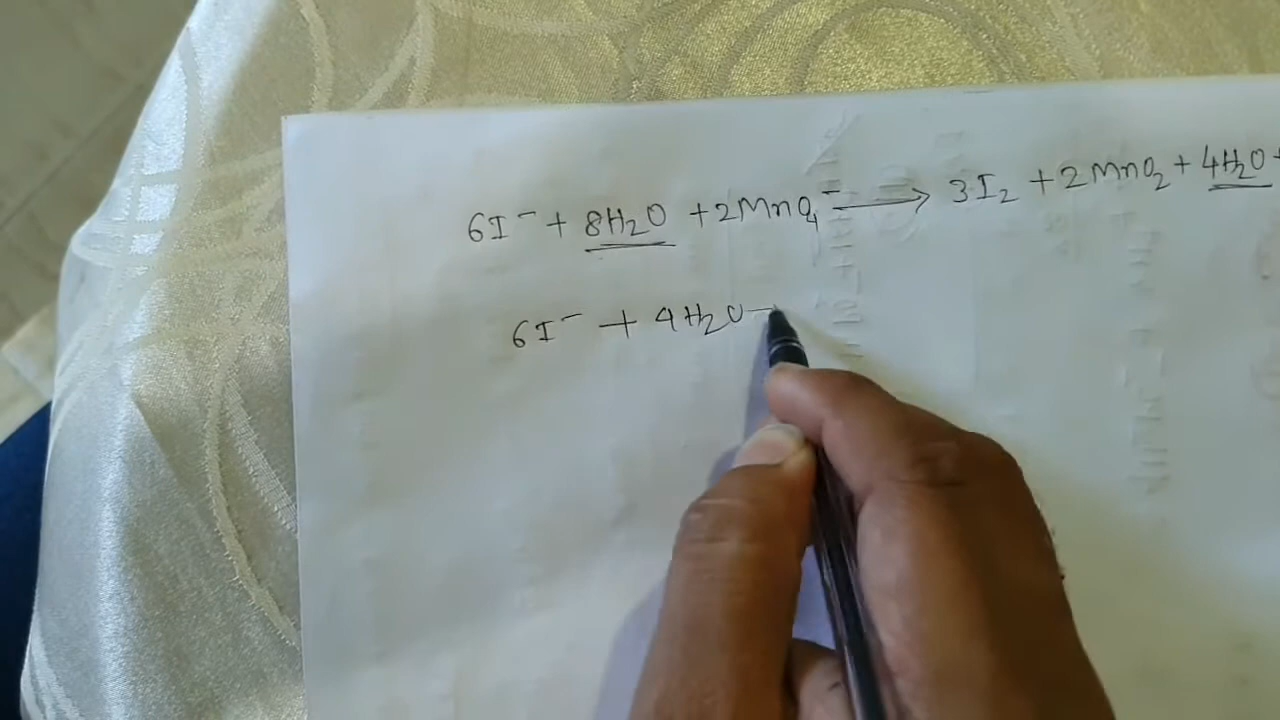 6I⁻ + 8H₂O + 2MnO₄⁻ ⟶ 3I₂ + 2MnO₂ + 4H₂O +
6I⁻ + 4H₂O